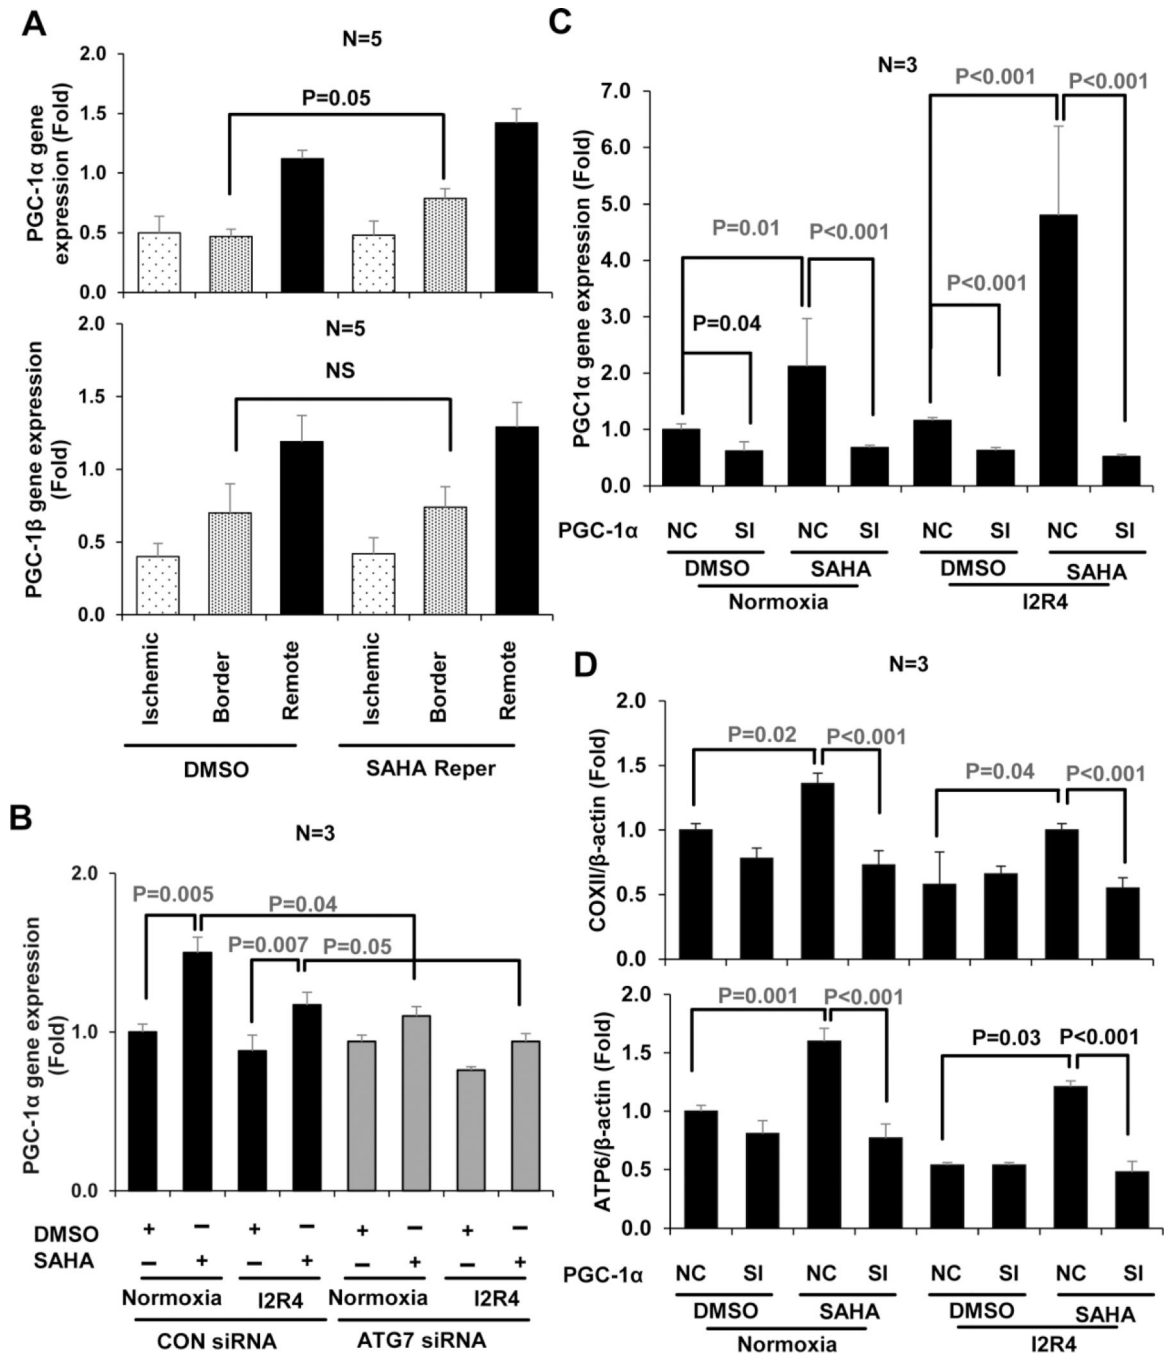 A
N=5
2.0
1.5
1.0
0.5
0.0
PGC-1α gene
expression (Fold)
P=0.05
N=5
2.0
1.5
1.0
0.5
0.0
PGC-1β gene expression
(Fold)
NS
Ischemic
Border
Remote
Ischemic
Border
Remote
DMSO
SAHA Reper
B
N=3
2.0
1.0
0.0
PGC-1α gene expression
(Fold)
P=0.005
P=0.04
P=0.007
P=0.05
DMSO + − + − + − + −
SAHA − + − + − + − +
Normoxia I2R4 Normoxia I2R4
CON siRNA ATG7 siRNA
C
N=3
7.0
6.0
5.0
4.0
3.0
2.0
1.0
0.0
PGC1α gene expression (Fold)
P<0.001
P<0.001
P=0.01
P<0.001
P<0.001
P=0.04
PGC-1α NC SI NC SI NC SI NC SI
DMSO SAHA DMSO SAHA
Normoxia I2R4
D
N=3
2.0
1.5
1.0
0.5
0.0
COXII/β-actin (Fold)
P=0.02
P<0.001
P=0.04
P<0.001
2.0
1.5
1.0
0.5
0.0
ATP6/β-actin (Fold)
P=0.001
P<0.001
P=0.03
P<0.001
PGC-1α NC SI NC SI NC SI NC SI
DMSO SAHA DMSO SAHA
Normoxia I2R4